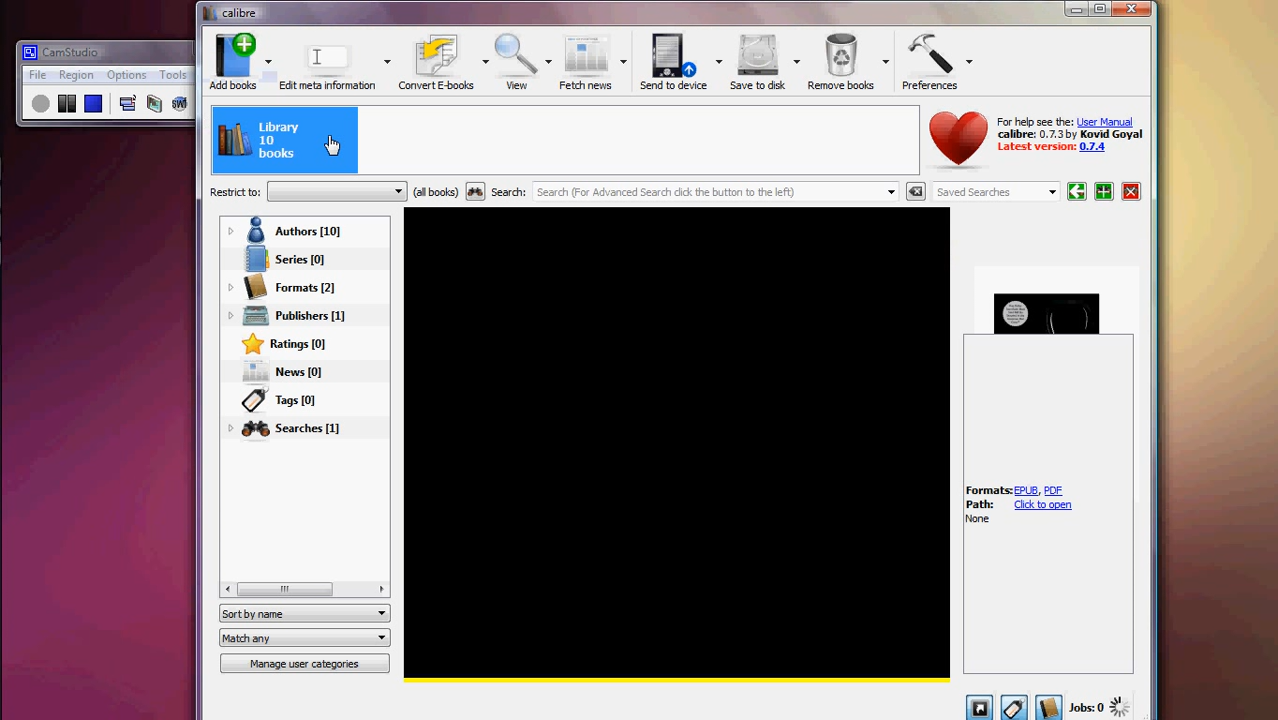 calibre
CamStudio
File Region Options Tools
Add books
Edit meta information
Convert E-books
View
Fetch news
Send to device
Save to disk
Remove books
Preferences
Library
10
books
For help see the: User Manual
calibre: 0.7.3 by Kovid Goyal
Latest version: 0.7.4
Restrict to:
(all books)
Search:
Search (For Advanced Search click the button to the left)
Saved Searches
Authors [10]
Series [0]
Formats [2]
Publishers [1]
Ratings [0]
News [0]
Tags [0]
Searches [1]
Formats: EPUB, PDF
Path: Click to open
None
Sort by name
Match any
Manage user categories
Jobs: 0